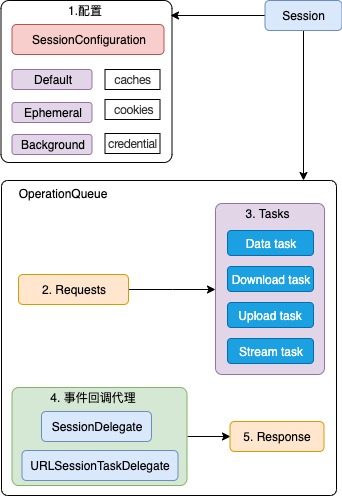 1.配置
Session
SessionConfiguration
Default
caches
Ephemeral
cookies
Background
credential
OperationQueue
3. Tasks
Data task
Download task
2. Requests
Upload task
Stream task
4. 事件回调代理
SessionDelegate
5. Response
URLSessionTaskDelegate